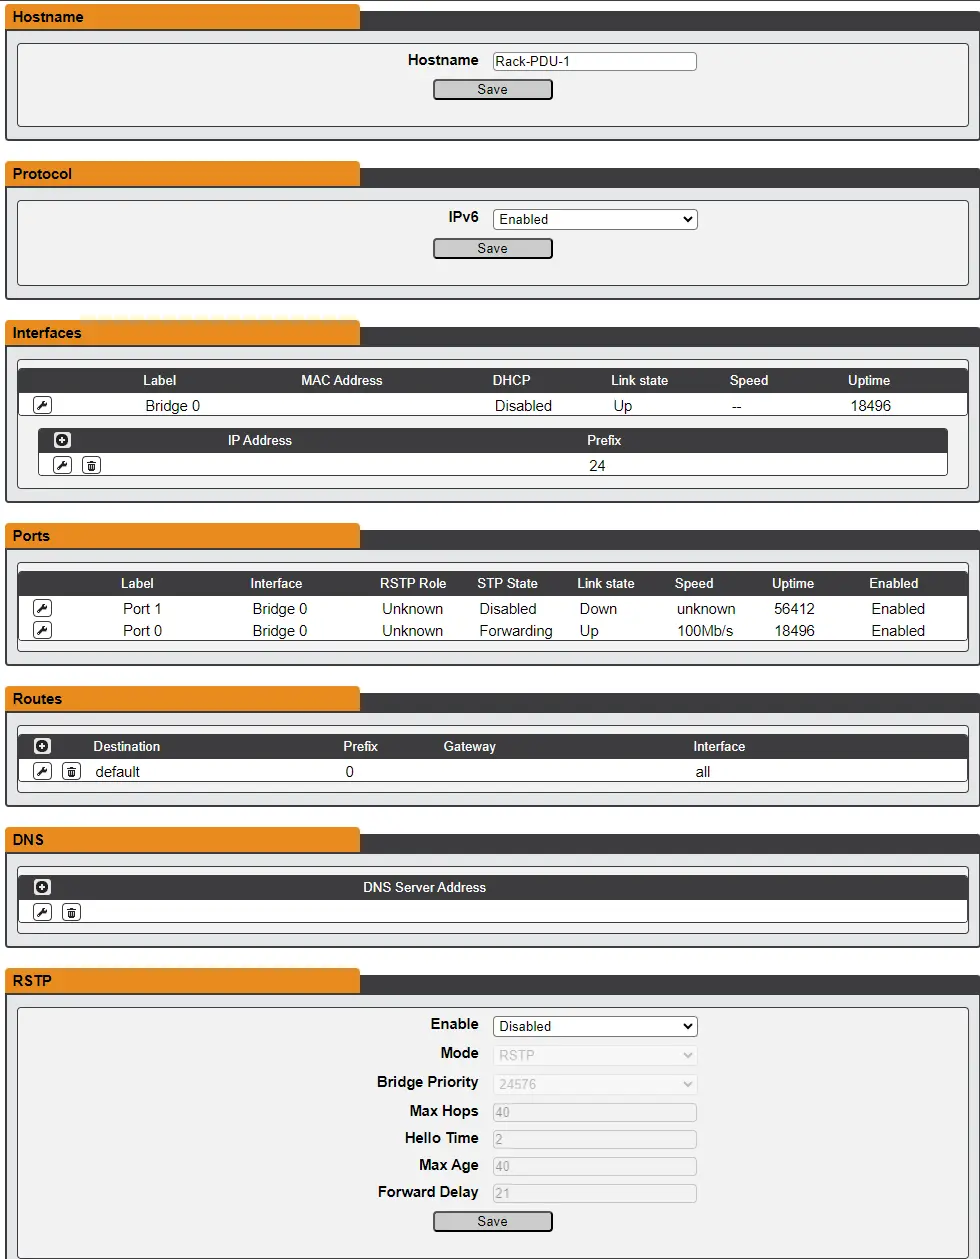 Hostname
Hostname Rack-PDU-1
Save
Protocol
IPv6 Enabled
Save
Interfaces
Label MAC Address DHCP Link state Speed Uptime
Bridge 0 Disabled Up -- 18496
IP Address Prefix
24
Ports
Label Interface RSTP Role STP State Link state Speed Uptime Enabled
Port 1 Bridge 0 Unknown Disabled Down unknown 56412 Enabled
Port 0 Bridge 0 Unknown Forwarding Up 100Mb/s 18496 Enabled
Routes
Destination Prefix Gateway Interface
default 0 all
DNS
DNS Server Address
RSTP
Enable Disabled
Mode RSTP
Bridge Priority 24576
Max Hops 40
Hello Time 2
Max Age 40
Forward Delay 21
Save